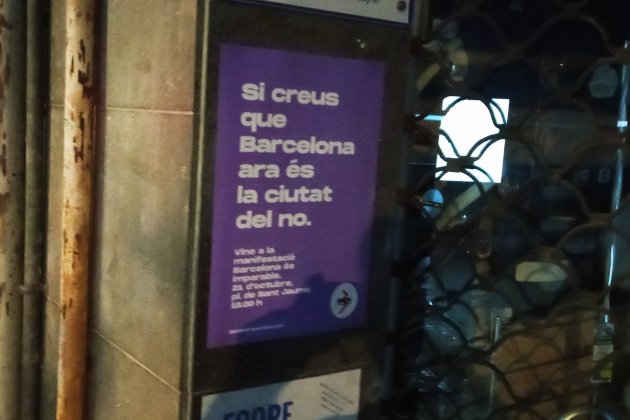 Si creus
que
Barcelona
ara és
la ciutat
del no.
Vine a la
manifestació
Barcelona és
imparable.
21 d'octubre,
pl. de Sant Jaume,
18.00 h